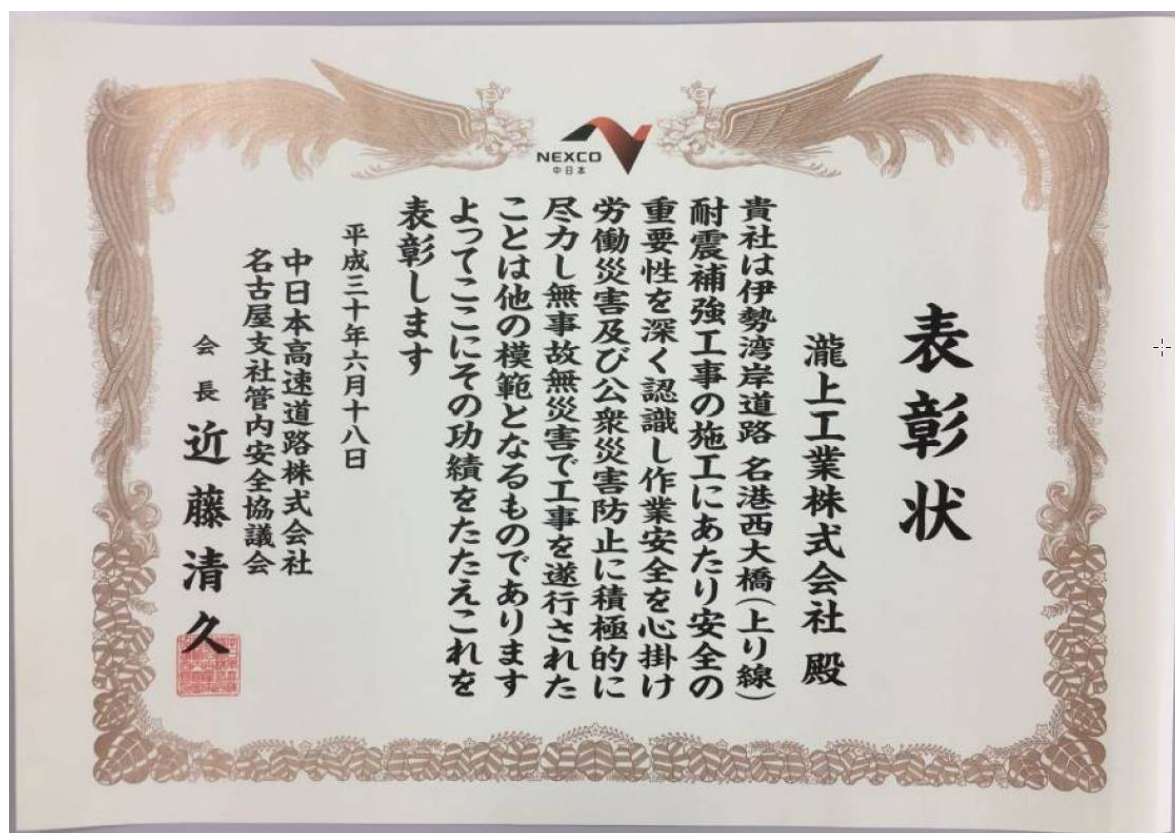 NEXCO
中日本
表彰状
瀧上工業株式会社 殿
貴社は伊勢湾岸道路 名港西大橋(上り線)
耐震補強工事の施工にあたり安全の
重要性を深く認識し作業安全を心掛け
労働災害及び公衆災害防止に積極的に
尽力し無事故無災害で工事を遂行された
ことは他の模範となるものであります
よってここにその功績をたたえこれを
表彰します
平成三十年六月十八日
中日本高速道路株式会社
名古屋支社管内安全協議会
会長 近藤清久